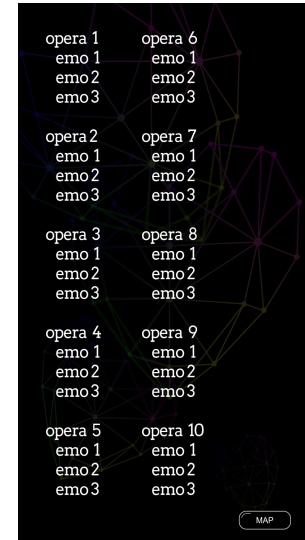 opera 1
emo 1
emo 2
emo 3
opera 2
emo 1
emo 2
emo 3
opera 3
emo 1
emo 2
emo 3
opera 4
emo 1
emo 2
emo 3
opera 5
emo 1
emo 2
emo 3
opera 6
emo 1
emo 2
emo 3
opera 7
emo 1
emo 2
emo 3
opera 8
emo 1
emo 2
emo 3
opera 9
emo 1
emo 2
emo 3
opera 10
emo 1
emo 2
emo 3
MAP